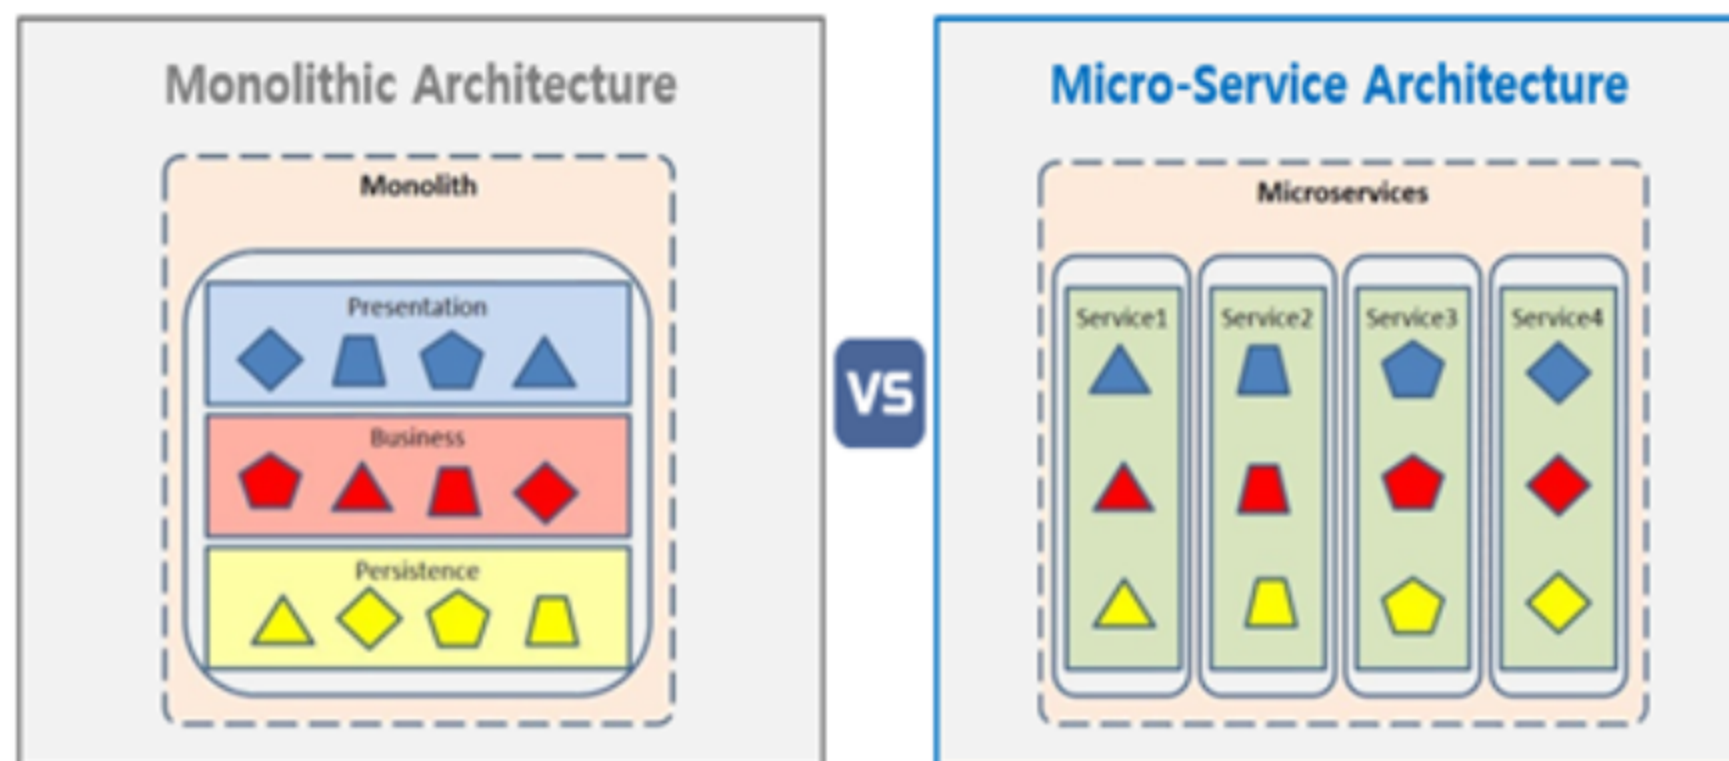 Monolithic Architecture
Monolith
Presentation
Business
Persistence
VS
Micro-Service Architecture
Microservices
Service1
Service2
Service3
Service4